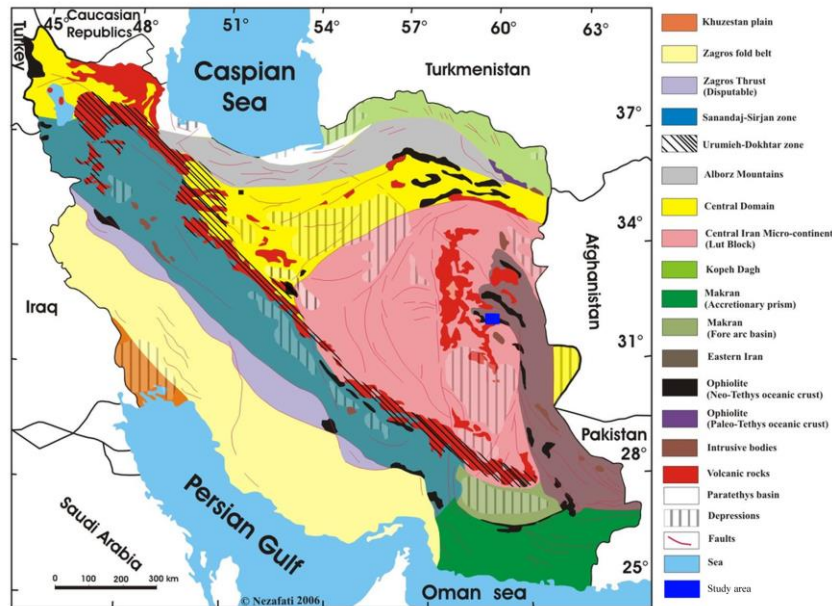 45°
48°
51°
54°
57°
60°
63°
Turkey
Caucasian
Republics
Caspian
Sea
Turkmenistan
37°
34°
Afghanistan
Iraq
31°
Pakistan
28°
Saudi Arabia
Persian Gulf
25°
Oman sea
0 100 200 300 km
© Nezafati 2006
Khuzestan plain
Zagros fold belt
Zagros Thrust
(Disputable)
Sanandaj-Sirjan zone
Urumieh-Dokhtar zone
Alborz Mountains
Central Domain
Central Iran Micro-continent
(Lut Block)
Kopeh Dagh
Makran
(Accretionary prism)
Makran
(Fore arc basin)
Eastern Iran
Ophiolite
(Neo-Tethys oceanic crust)
Ophiolite
(Paleo-Tethys oceanic crust)
Intrusive bodies
Volcanic rocks
Paratethys basin
Depressions
Faults
Sea
Study area